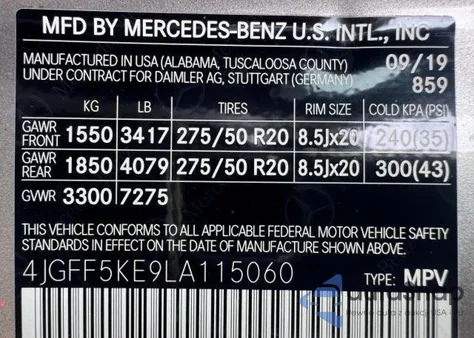 MFD BY MERCEDES-BENZ U.S. INTL., INC
MANUFACTURED IN USA (ALABAMA, TUSCALOOSA COUNTY) 09/19
UNDER CONTRACT FOR DAIMLER AG, STUTTGART (GERMANY) 859
KG LB TIRES RIM SIZE COLD KPA (PSI)
GAWR FRONT 1550 3417 275/50 R20 8.5Jx20 240(35)
GAWR REAR 1850 4079 275/50 R20 8.5Jx20 300(43)
GVWR 3300 7275
THIS VEHICLE CONFORMS TO ALL APPLICABLE FEDERAL MOTOR VEHICLE SAFETY
STANDARDS IN EFFECT ON THE DATE OF MANUFACTURE SHOWN ABOVE.
4JGFF5KE9LA115060 TYPE: MPV